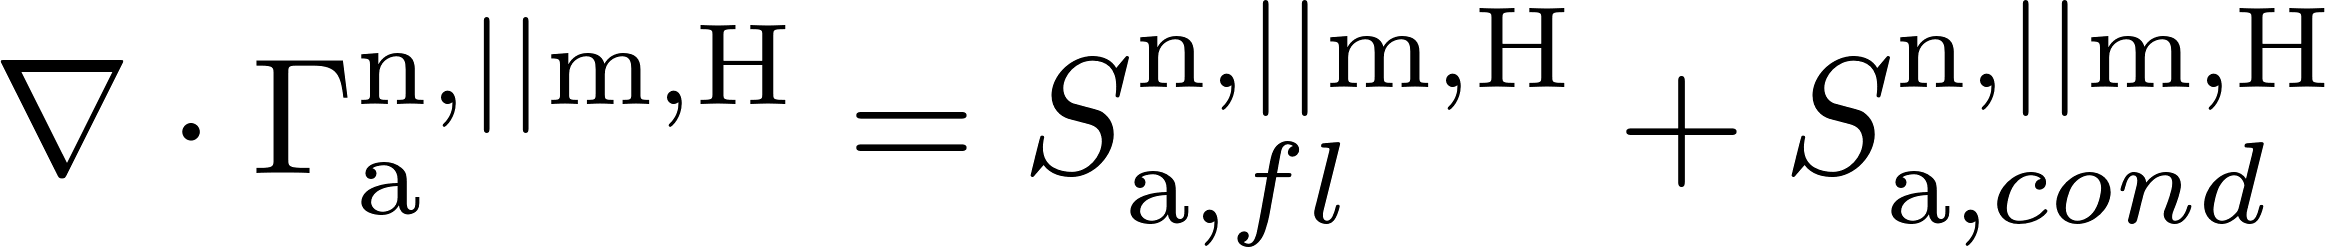 ∇ · Γ_a^{n,||m,H} = S_{a,fl}^{n,||m,H} + S_{a,cond}^{n,||m,H}